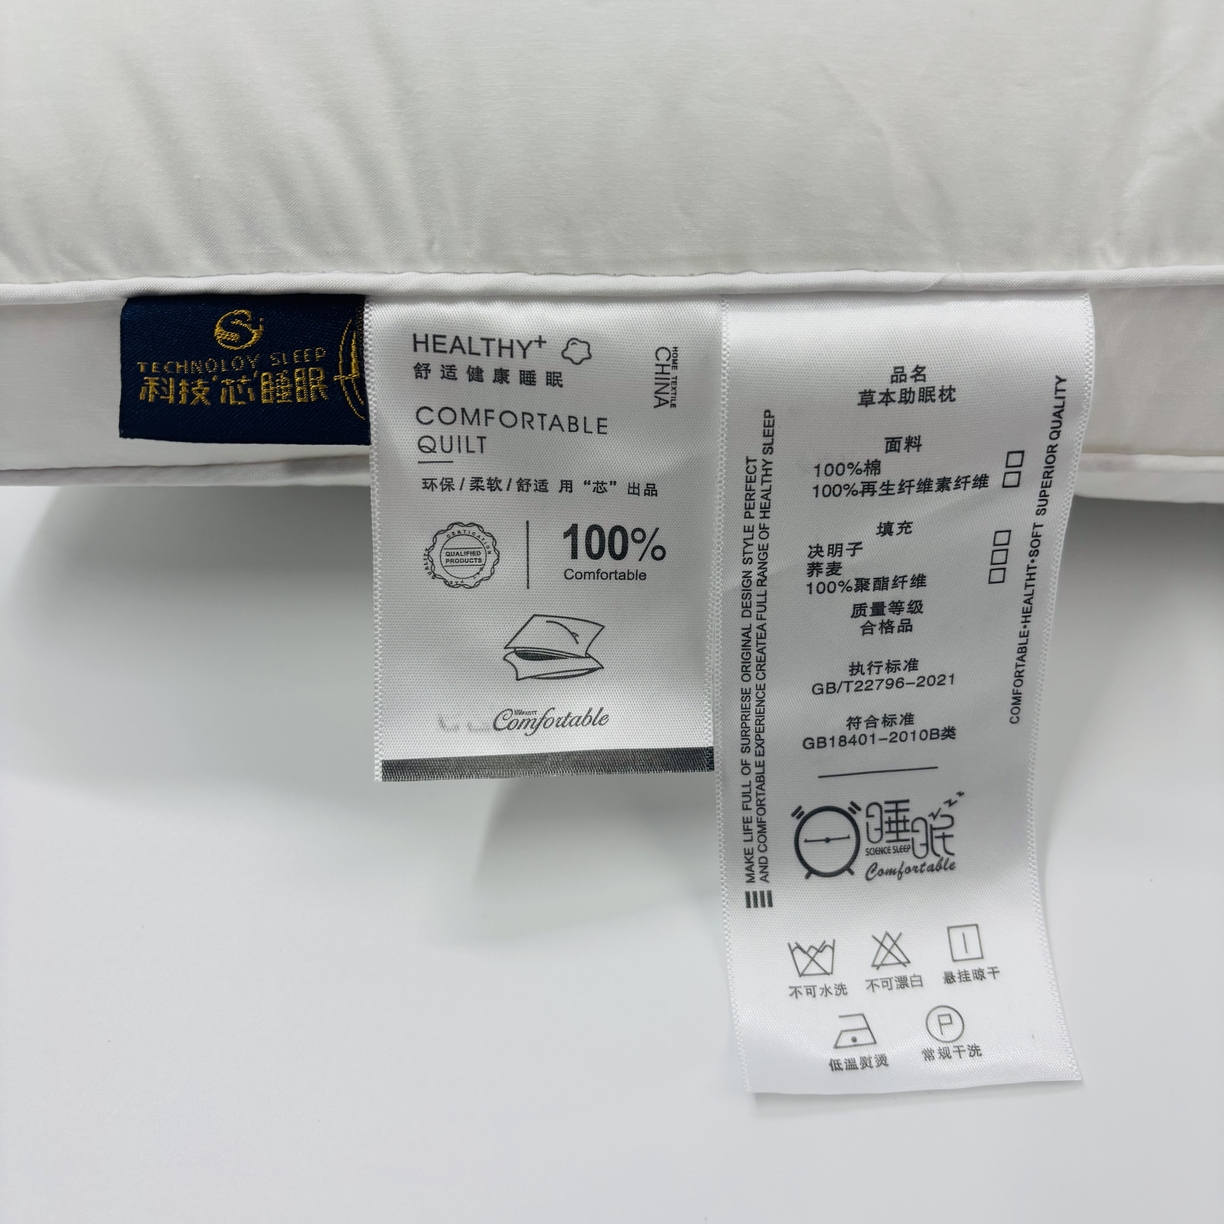 TECHNOLOY SLEEP
科技芯睡眠
HEALTHY+
舒适健康睡眠
HOME TEXTILE
CHINA
COMFORTABLE
QUILT
环保/柔软/舒适 用“芯”出品
QUALIFIED
PRODUCTS
100%
Comfortable
Comfortable
品名
草本助眠枕
面料
100%棉 □
100%再生纤维素纤维 □
填充
决明子 □
荞麦 □
100%聚酯纤维 □
质量等级
合格品
执行标准
GB/T22796-2021
符合标准
GB18401-2010B类
MAKE LIFE FULL OF SURPRIESE ORIGINAL DESIGN STYLE PERFECT
AND COMFORTABLE EXPERIENCE CREATEA FULL RANGE OF HEALTHY SLEEP
COMFORTABLE•HEALTHT•SOFT SUPERIOR QUALITY
睡眠
SCIENCE SLEEP
Comfortable
不可水洗 不可漂白 悬挂晾干
低温熨烫 常规干洗